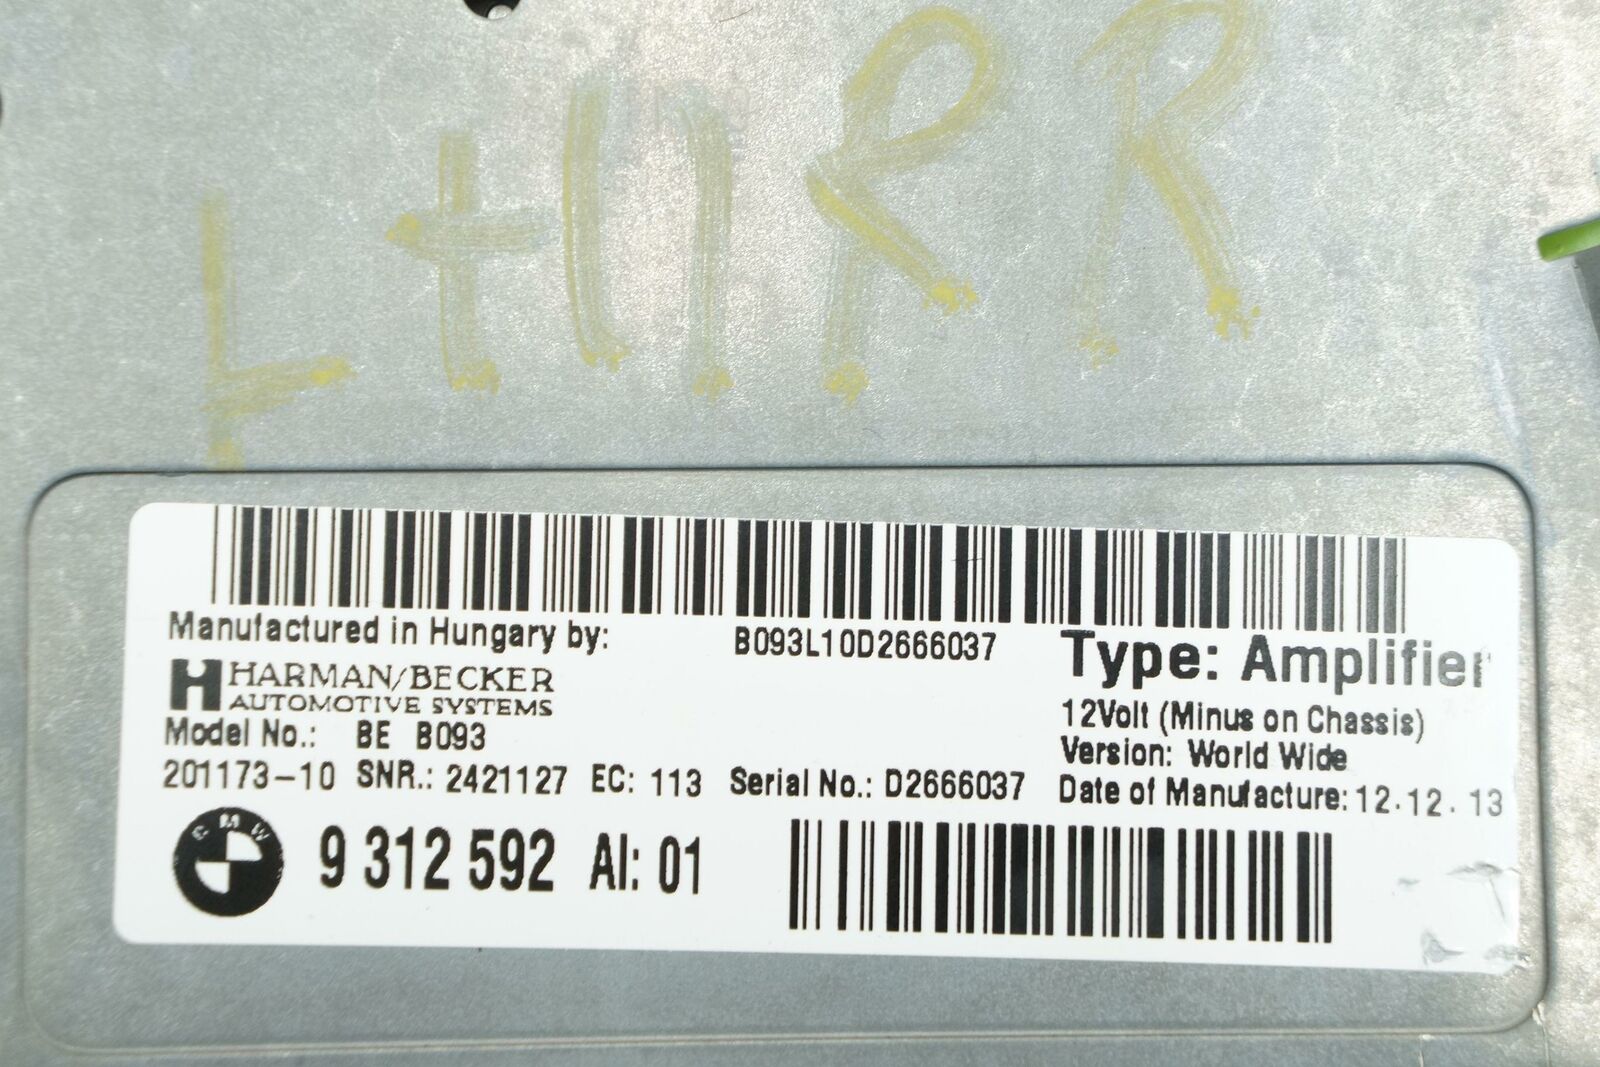 Manufactured in Hungary by:
B093L10D2666037
Type: Amplifier
HARMAN/BECKER
AUTOMOTIVE SYSTEMS
12Volt (Minus on Chassis)
Model No.: BE B093
Version: World Wide
201173-10 SNR.: 2421127 EC: 113 Serial No.: D2666037
Date of Manufacture: 12.12.13
BMW
9 312 592 AI: 01